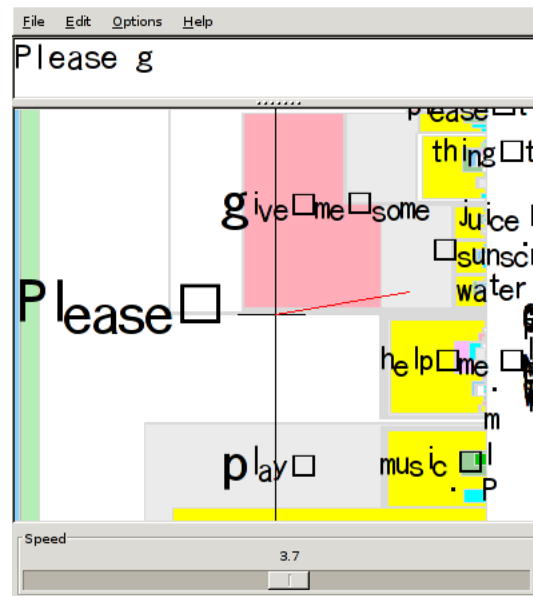 File Edit Options Help
Please g
please□t
thing□t
give□me□some
Juice
□sunsci
water
Please□
help□me□
.
m
play□
music□l
.P
Speed
3.7